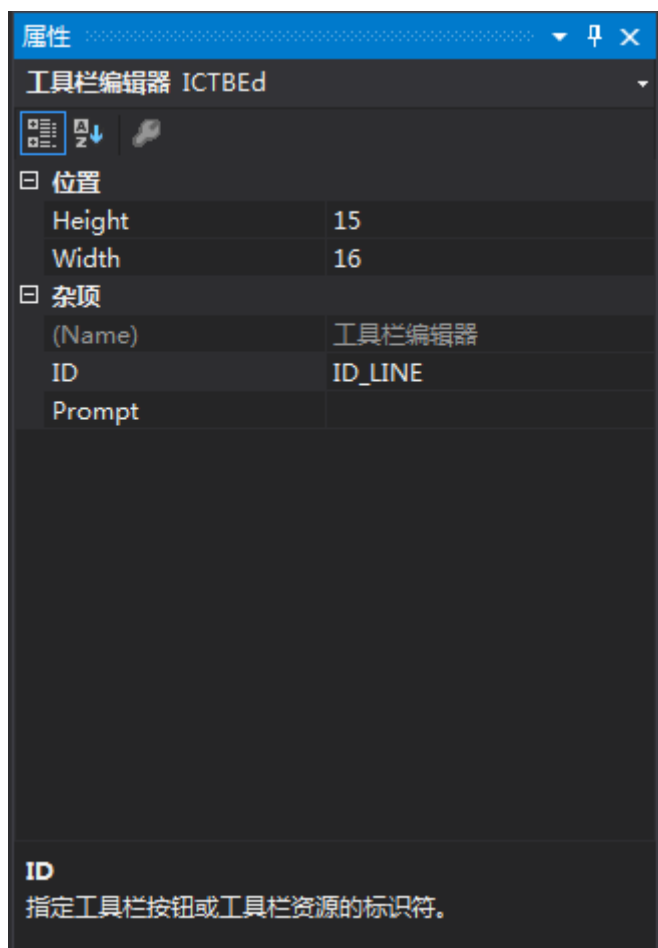 属性
工具栏编辑器 ICTBEd
位置
Height 15
Width 16
杂项
(Name) 工具栏编辑器
ID ID_LINE
Prompt
ID
指定工具栏按钮或工具栏资源的标识符。